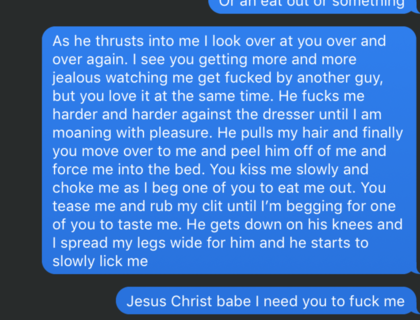 Or an eat out or something
As he thrusts into me I look over at you over and
over again. I see you getting more and more
jealous watching me get fucked by another guy,
but you love it at the same time. He fucks me
harder and harder against the dresser until I am
moaning with pleasure. He pulls my hair and finally
you move over to me and peel him off of me and
force me into the bed. You kiss me slowly and
choke me as I beg one of you to eat me out. You
tease me and rub my clit until I'm begging for one
of you to taste me. He gets down on his knees and
I spread my legs wide for him and he starts to
slowly lick me
Jesus Christ babe I need you to fuck me